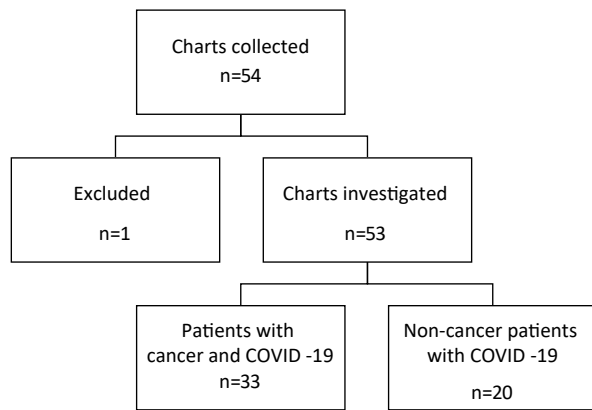 Charts collected
n=54
Excluded
n=1
Charts investigated
n=53
Patients with
cancer and COVID -19
n=33
Non-cancer patients
with COVID -19
n=20